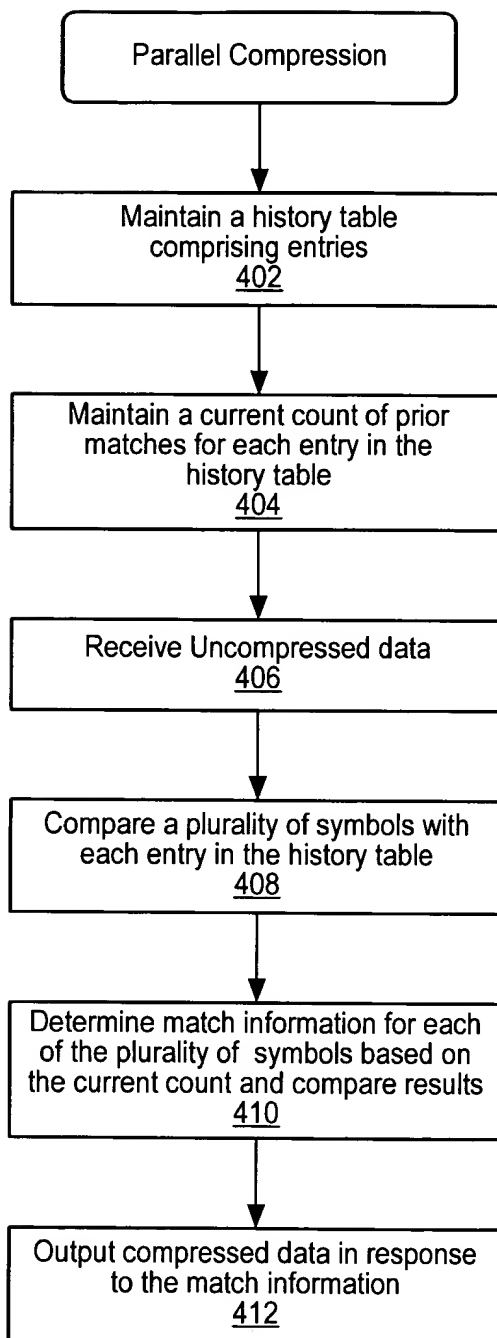 Parallel Compression
Maintain a history table
comprising entries
402
Maintain a current count of prior
matches for each entry in the
history table
404
Receive Uncompressed data
406
Compare a plurality of symbols with
each entry in the history table
408
Determine match information for each
of the plurality of symbols based on
the current count and compare results
410
Output compressed data in response
to the match information
412